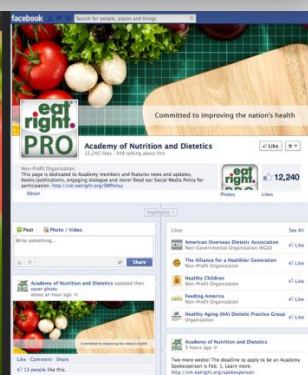 facebook
Search for people, places and things
Committed to improving the nation's health
eat
right.
PRO
Academy of Nutrition and Dietetics
12,240 likes · 548 talking about this
Like
Non-Profit Organization
This page is dedicated to Academy members and features news and updates,
books/publications, engaging dialogue and more! Read our Social Media Policy for
participation: http://sm.eatright.org/SMPolicy
About
eat
right.
12,240
Photos
Likes
Highlights
Post
Photo / Video
Write something...
Share
Academy of Nutrition and Dietetics updated their
cover photo.
about an hour ago
Committed to improving the nation's health
Like · Comment · Share
13 people like this.
Likes
See All
American Overseas Dietetic Association
Non-Governmental Organization (NGO)
Like
The Alliance for a Healthier Generation
Non-Profit Organization
Like
Healthy Children
Non-Profit Organization
Like
Feeding America
Non-Profit Organization
Like
Healthy Aging (HA) Dietetic Practice Group
Organization
Like
Academy of Nutrition and Dietetics
3 hours ago
Two more weeks! The deadline to apply to be an Academy
Spokesperson is Feb. 1. Learn more:
http://sm.eatright.org/spokesperson